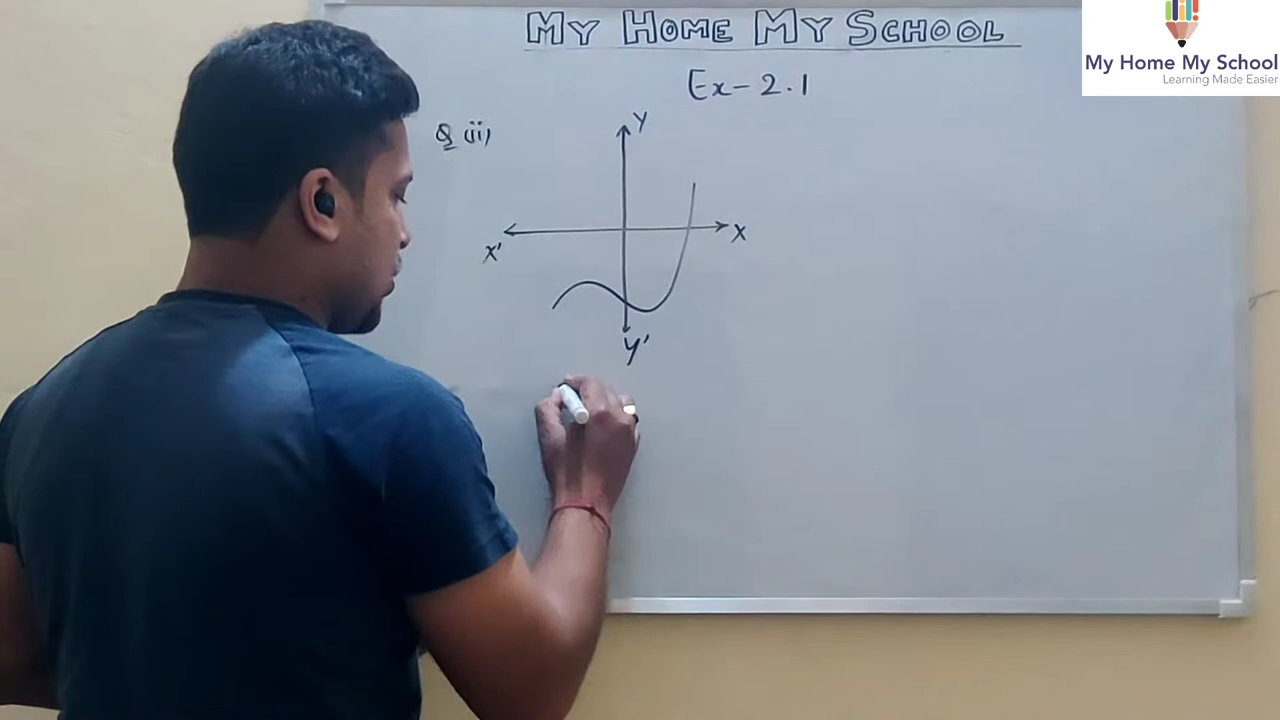 MY HOME MY SCHOOL
My Home My School
Learning Made Easier
Ex-2.1
Q (ii)
Y
X'
X
Y'